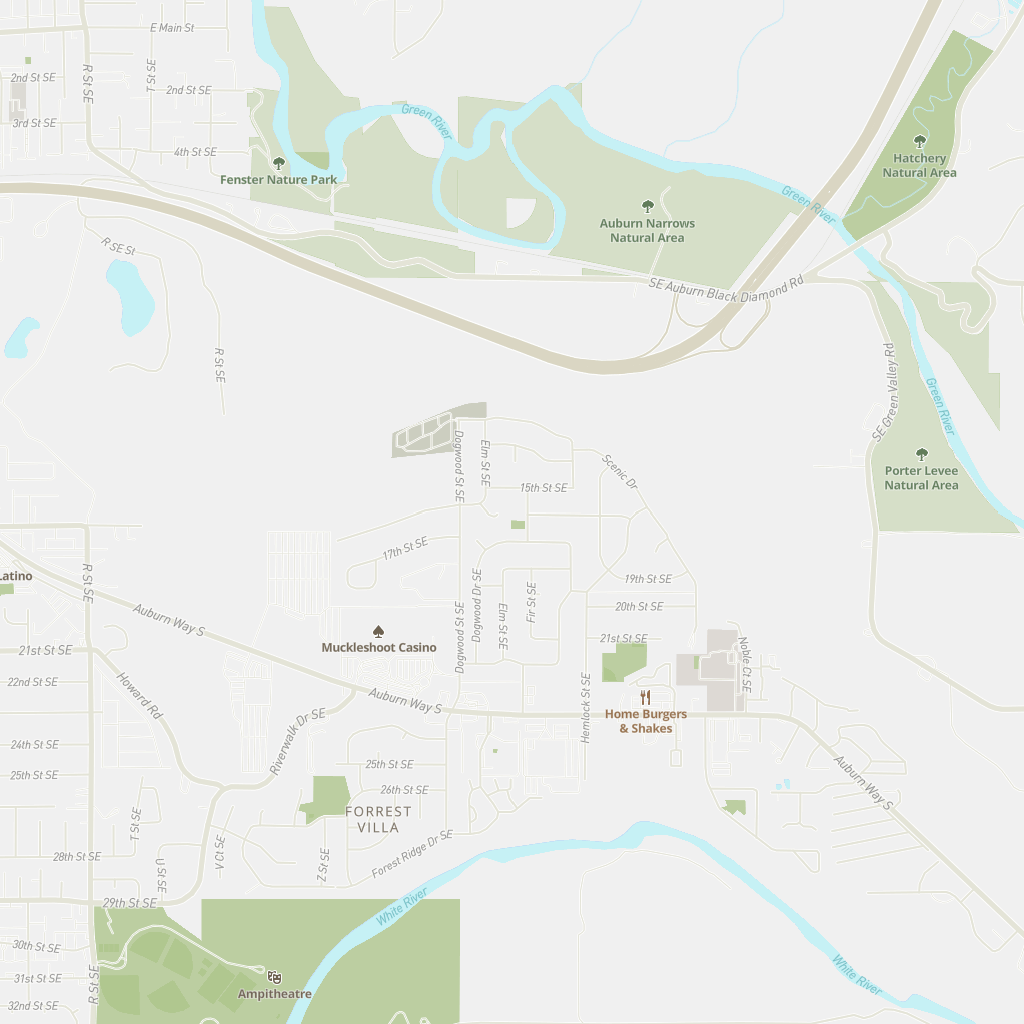 E Main St
R St SE
T St SE
2nd St SE
2nd St SE
3rd St SE
4th St SE
Green River
Fenster Nature Park
Hatchery
Natural Area
Green River
Auburn Narrows
Natural Area
R SE St
SE Auburn Black Diamond Rd
R St SE
SE Green Valley Rd
Green River
Dogwood St SE
Elm St SE
Scenic Dr
Porter Levee
Natural Area
15th St SE
17th St SE
Latino
R St SE
19th St SE
Auburn Way S
Dogwood Dr SE
Elm St SE
Fir St SE
20th St SE
Muckleshoot Casino
Dogwood St SE
21st St SE
Noble Ct SE
21st St SE
22nd St SE
Howard Rd
Auburn Way S
Hemlock St SE
Home Burgers
& Shakes
Riverwalk Dr SE
24th St SE
25th St SE
25th St SE
26th St SE
Auburn Way S
FORREST
VILLA
T St SE
Forest Ridge Dr SE
28th St SE
U St SE
V Ct SE
Z St SE
29th St SE
White River
30th St SE
31st St SE
R St SE
Ampitheatre
White River
32nd St SE